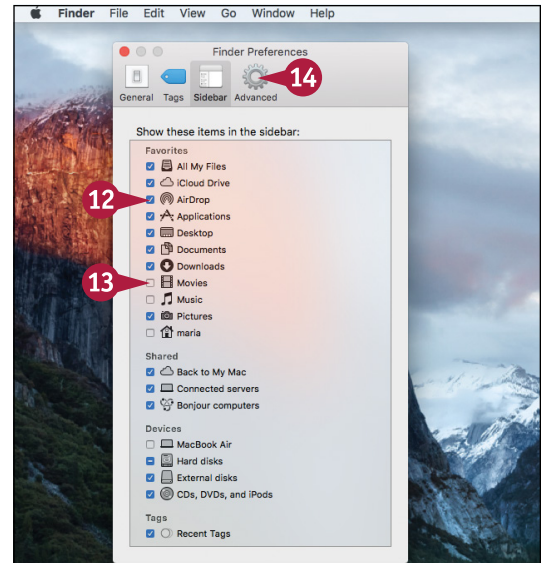 Finder File Edit View Go Window Help
Finder Preferences
14
General Tags Sidebar Advanced
Show these items in the sidebar:
Favorites
All My Files
iCloud Drive
12
AirDrop
Applications
Desktop
Documents
Downloads
13
Movies
Music
Pictures
maria
Shared
Back to My Mac
Connected servers
Bonjour computers
Devices
MacBook Air
Hard disks
External disks
CDs, DVDs, and iPods
Tags
Recent Tags